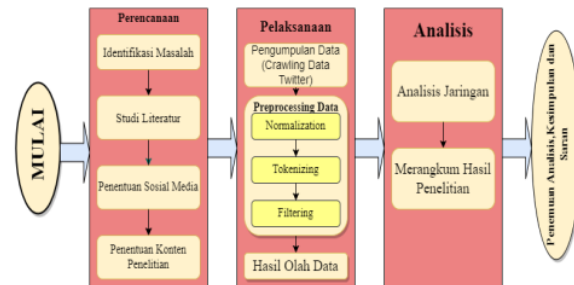 MULAI
Perencanaan
Identifikasi Masalah
Studi Literatur
Penentuan Sosial Media
Penentuan Konten
Penelitian
Pelaksanaan
Pengumpulan Data
(Crawling Data
Twitter)
Preprocessing Data
Normalization
Tokenizing
Filtering
Hasil Olah Data
Analisis
Analisis Jaringan
Merangkum Hasil
Penelitian
Penemuan Analisis,Kesimpulan dan
Saran